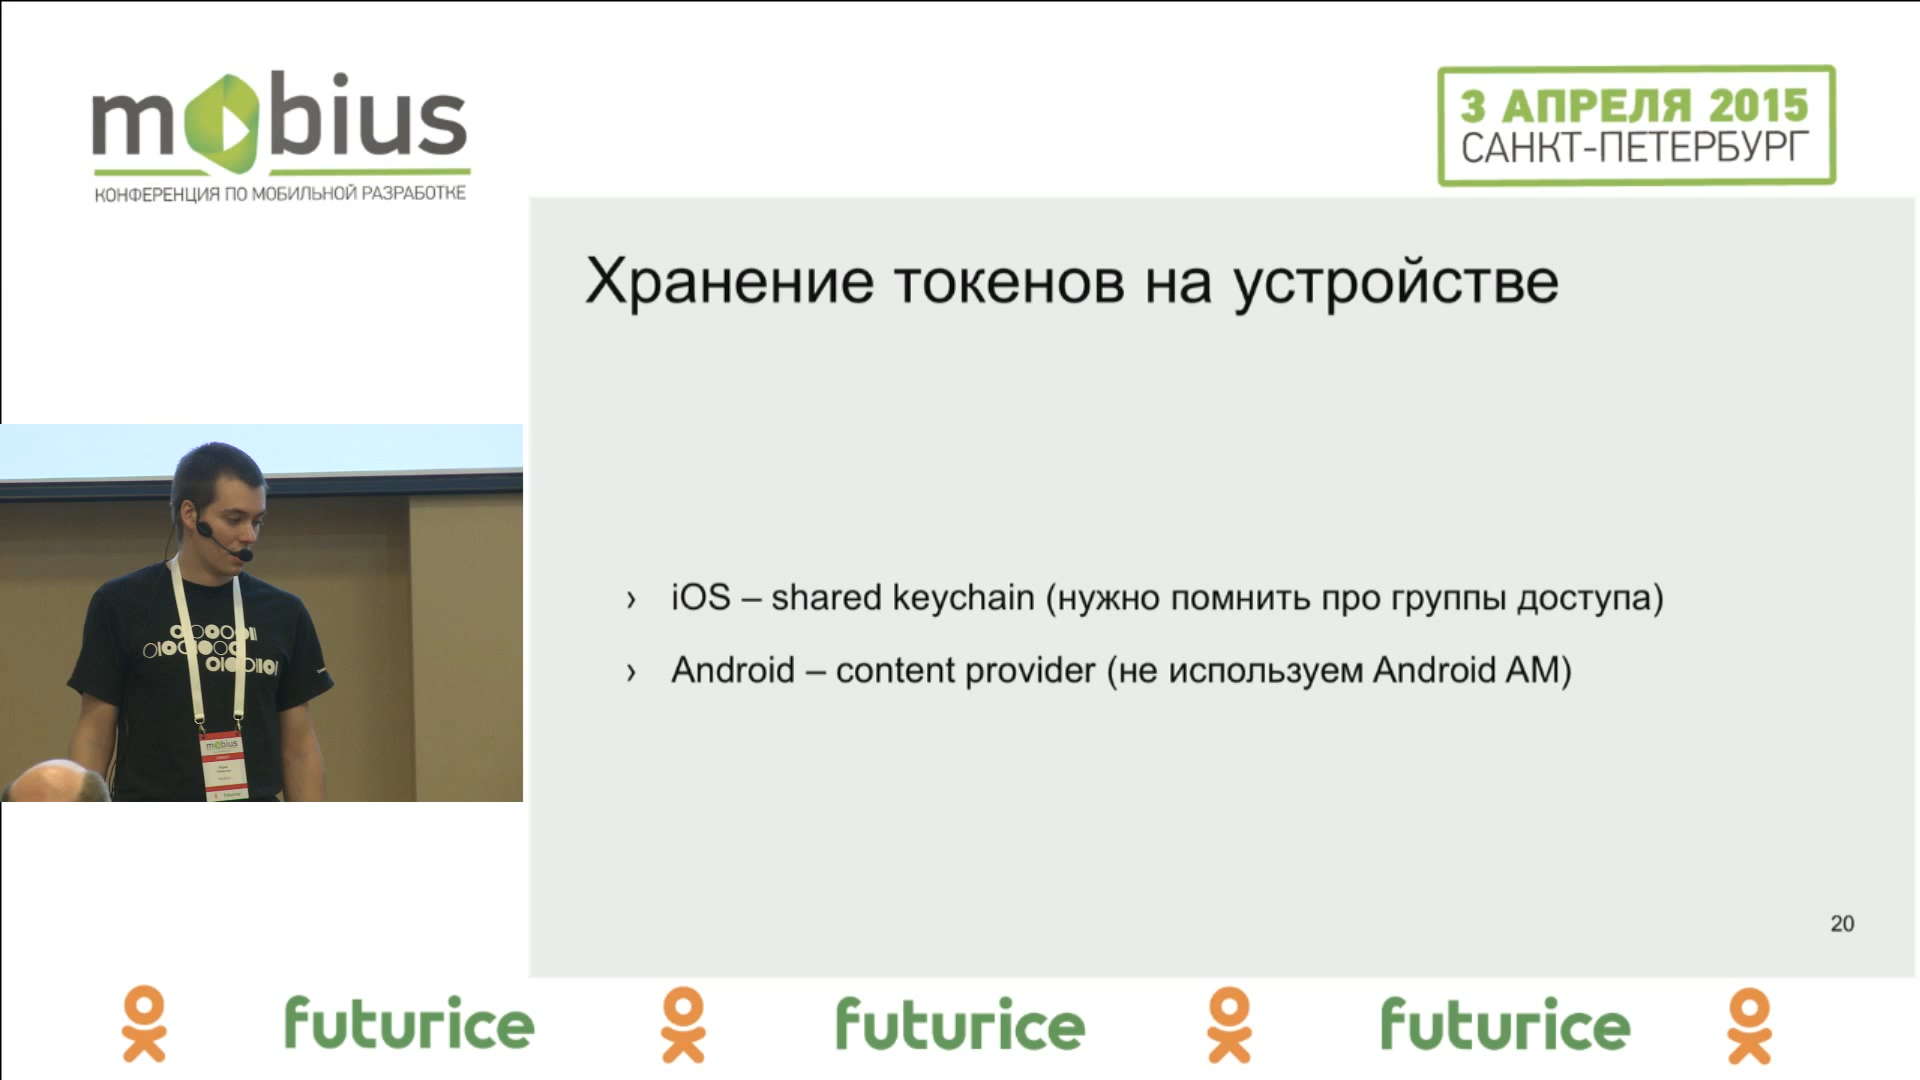 mobius
КОНФЕРЕНЦИЯ ПО МОБИЛЬНОЙ РАЗРАБОТКЕ
3 АПРЕЛЯ 2015
САНКТ-ПЕТЕРБУРГ
Хранение токенов на устройстве
› iOS – shared keychain (нужно помнить про группы доступа)
› Android – content provider (не используем Android AM)
20
mobius
futurice futurice futurice